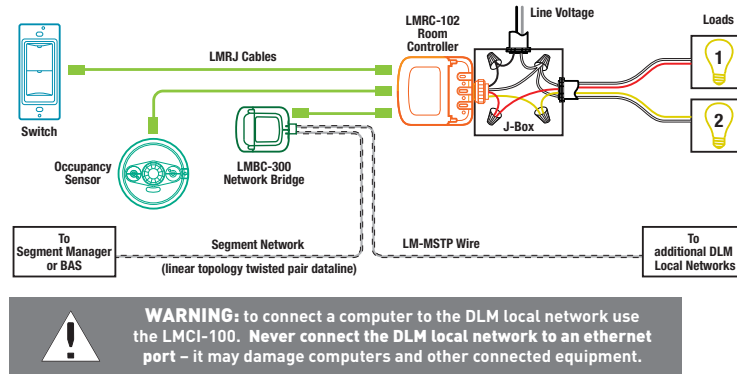 Line Voltage
Loads
LMRC-102
Room
Controller
LMRJ Cables
1
Switch
J-Box
2
Occupancy
Sensor
LMBC-300
Network Bridge
To
Segment Manager
or BAS
Segment Network
(linear topology twisted pair dataline)
LM-MSTP Wire
To
additional DLM
Local Networks
WARNING: to connect a computer to the DLM local network use
the LMCI-100. Never connect the DLM local network to an ethernet
port – it may damage computers and other connected equipment.